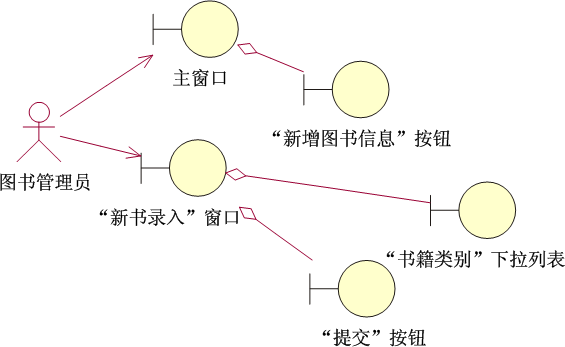 主窗口
“新增图书信息”按钮
图书管理员
“新书录入”窗口
“书籍类别”下拉列表
“提交”按钮